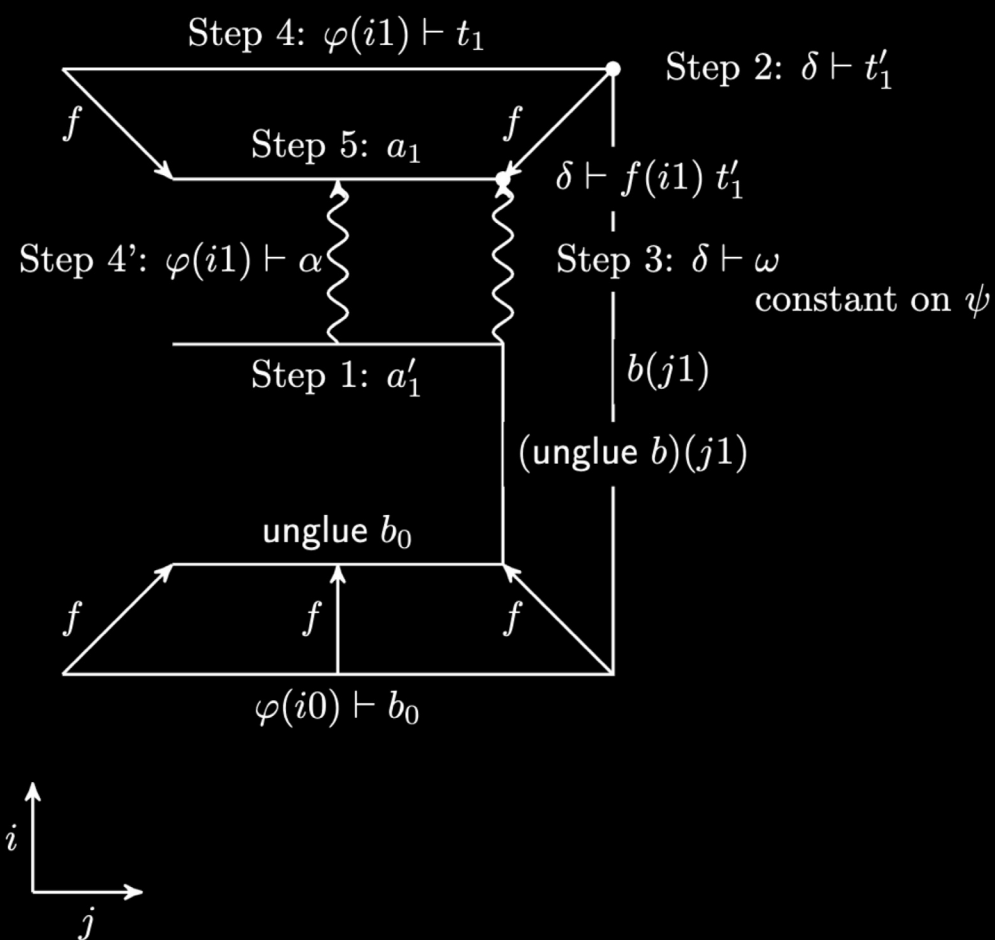 Step 4: φ(i1) ⊢ t₁
Step 2: δ ⊢ t′₁
f
f
Step 5: a₁
δ ⊢ f(i1) t′₁
Step 4’: φ(i1) ⊢ α
Step 3: δ ⊢ ω
constant on ψ
Step 1: a′₁
b(j1)
(unglue b)(j1)
unglue b₀
f
f
f
φ(i0) ⊢ b₀
i
j